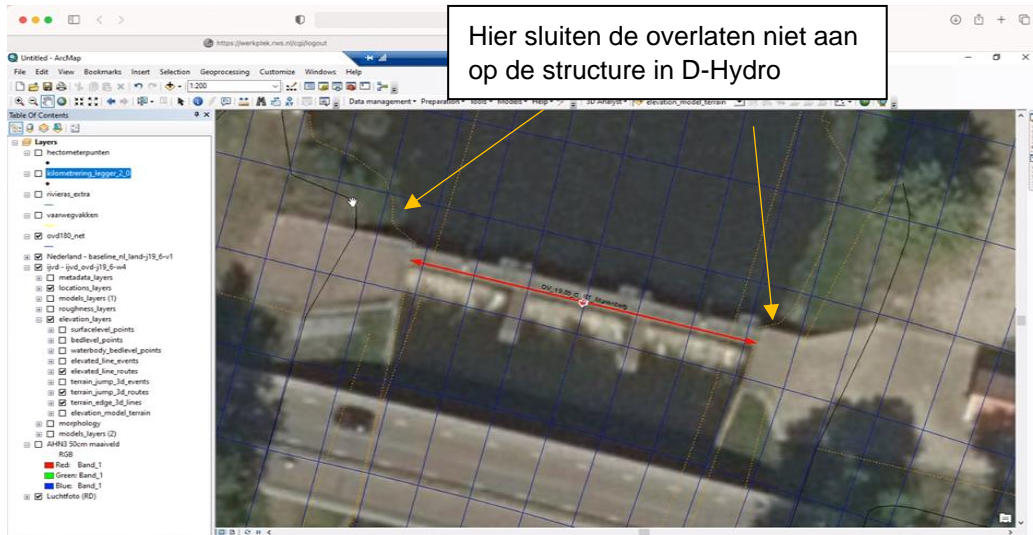 Hier sluiten de overlaten niet aan
op de structure in D-Hydro
https://werkplek.rws.nl/cgi/logout
Untitled - ArcMap
File Edit View Bookmarks Insert Selection Geoprocessing Customize Windows Help
1:200
Data management Preparation Tools Models Help
3D Analyst elevation_model_terrain
Table Of Contents
Layers
hectometerpunten
kilometrering_legger_2_0
rivieras_extra
vaarwegvakken
ovd180_net
Nederland - baseline_nl_land-j19_6-v1
ijvd - ijvd_ovd-j19_6-w4
metadata_layers
locations_layers
models_layers (1)
roughness_layers
elevation_layers
surfacelevel_points
bedlevel_points
waterbody_bedlevel_points
elevated_line_events
elevated_line_routes
terrain_jump_3d_events
terrain_jump_3d_routes
terrain_edge_3d_lines
elevation_model_terrain
morphology
models_layers (2)
AHN3 50cm maaiveld
RGB
Red: Band_1
Green: Band_1
Blue: Band_1
Luchtfoto (RD)